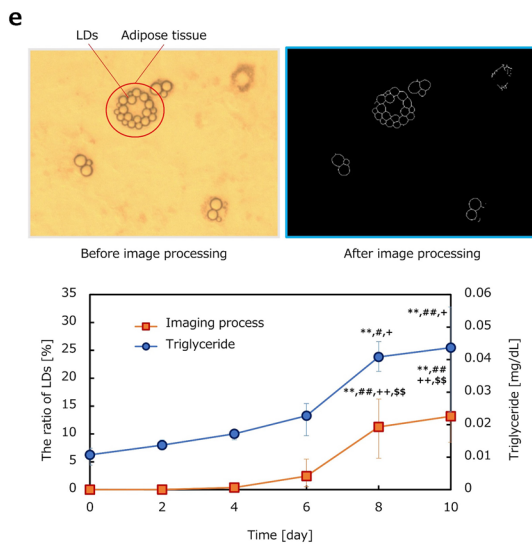 e
LDs Adipose tissue
Before image processing After image processing
35 0.06
30 0.05
25 0.04
20
15 0.03
10 0.02
5 0.01
0 0
Imaging process
Triglyceride
**,#,+
**,##,+
**,##,++,$$
**,##
++,$$
The ratio of LDs [%]
Triglyceride [mg/dL]
0 2 4 6 8 10
Time [day]